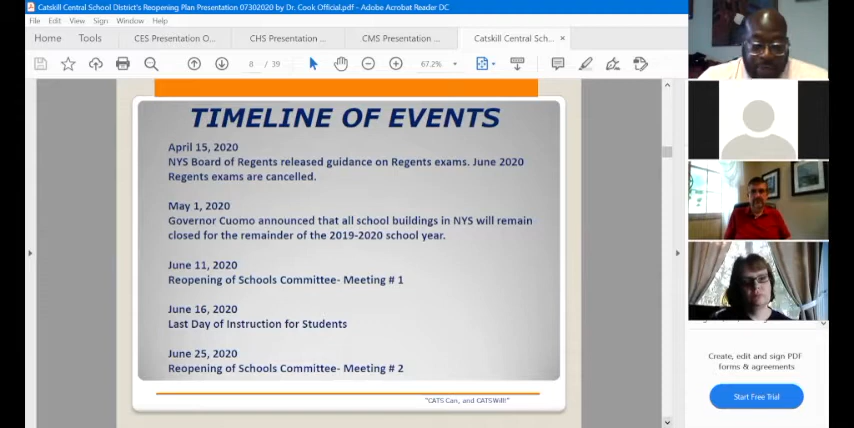 Catskill Central School District's Reopening Plan Presentation 07302020 by Dr. Cook Official.pdf - Adobe Acrobat Reader DC
File Edit View Sign Window Help
Home Tools CES Presentation O... CHS Presentation ... CMS Presentation ... Catskill Central Sch... ×
8 / 39 67.2%
TIMELINE OF EVENTS
April 15, 2020
NYS Board of Regents released guidance on Regents exams. June 2020
Regents exams are cancelled.
May 1, 2020
Governor Cuomo announced that all school buildings in NYS will remain
closed for the remainder of the 2019-2020 school year.
June 11, 2020
Reopening of Schools Committee- Meeting # 1
June 16, 2020
Last Day of Instruction for Students
June 25, 2020
Reopening of Schools Committee- Meeting # 2
"CATS Can, and CATS Will!"
Create, edit and sign PDF
forms & agreements
Start Free Trial